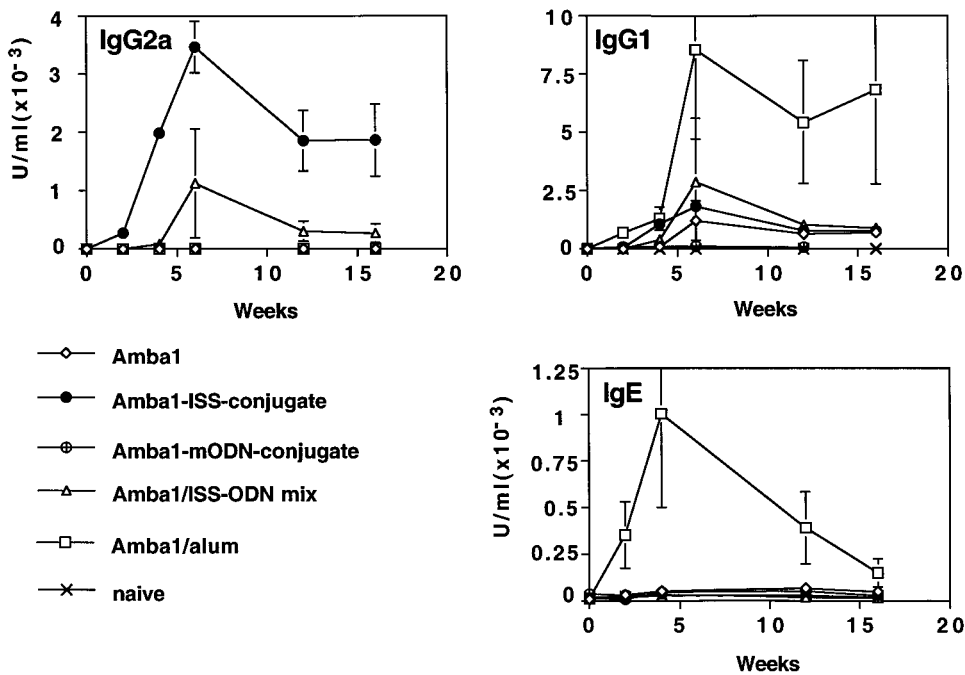 IgG2a
U/ml (x10⁻³)
4
3
2
1
0
0 5 10 15 20
Weeks
IgG1
10
7.5
5
2.5
0
0 5 10 15 20
Weeks
Amba1
Amba1-ISS-conjugate
Amba1-mODN-conjugate
Amba1/ISS-ODN mix
Amba1/alum
naive
IgE
U/ml(x10⁻³)
1.25
1
0.75
0.5
0.25
0
0 5 10 15 20
Weeks